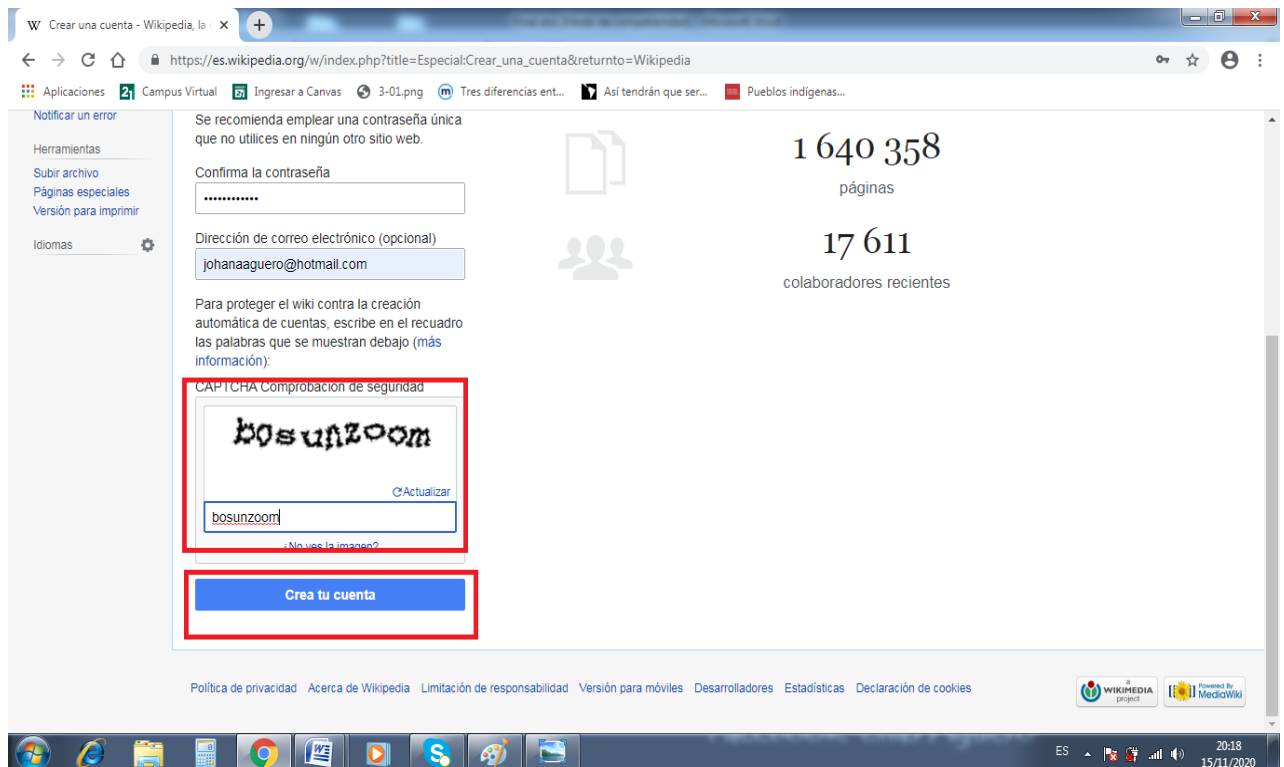 Crear una cuenta - Wikipedia, la
https://es.wikipedia.org/w/index.php?title=Especial:Crear_una_cuenta&returnto=Wikipedia
Aplicaciones Campus Virtual Ingresar a Canvas 3-01.png Tres diferencias ent... Así tendrán que ser... Pueblos indígenas...
Notificar un error
Herramientas
Subir archivo
Páginas especiales
Versión para imprimir
Idiomas
Se recomienda emplear una contraseña única
que no utilices en ningún otro sitio web.
Confirma la contraseña
••••••••••••
Dirección de correo electrónico (opcional)
johanaaguero@hotmail.com
Para proteger el wiki contra la creación
automática de cuentas, escribe en el recuadro
las palabras que se muestran debajo (más
información):
CAPTCHA Comprobación de seguridad
bosunzoom
Actualizar
bosunzoom
¿No ves la imagen?
Crea tu cuenta
1 640 358
páginas
17 611
colaboradores recientes
Política de privacidad Acerca de Wikipedia Limitación de responsabilidad Versión para móviles Desarrolladores Estadísticas Declaración de cookies
a
WIKIMEDIA
project
Powered By
MediaWiki
ES
20:18
15/11/2020